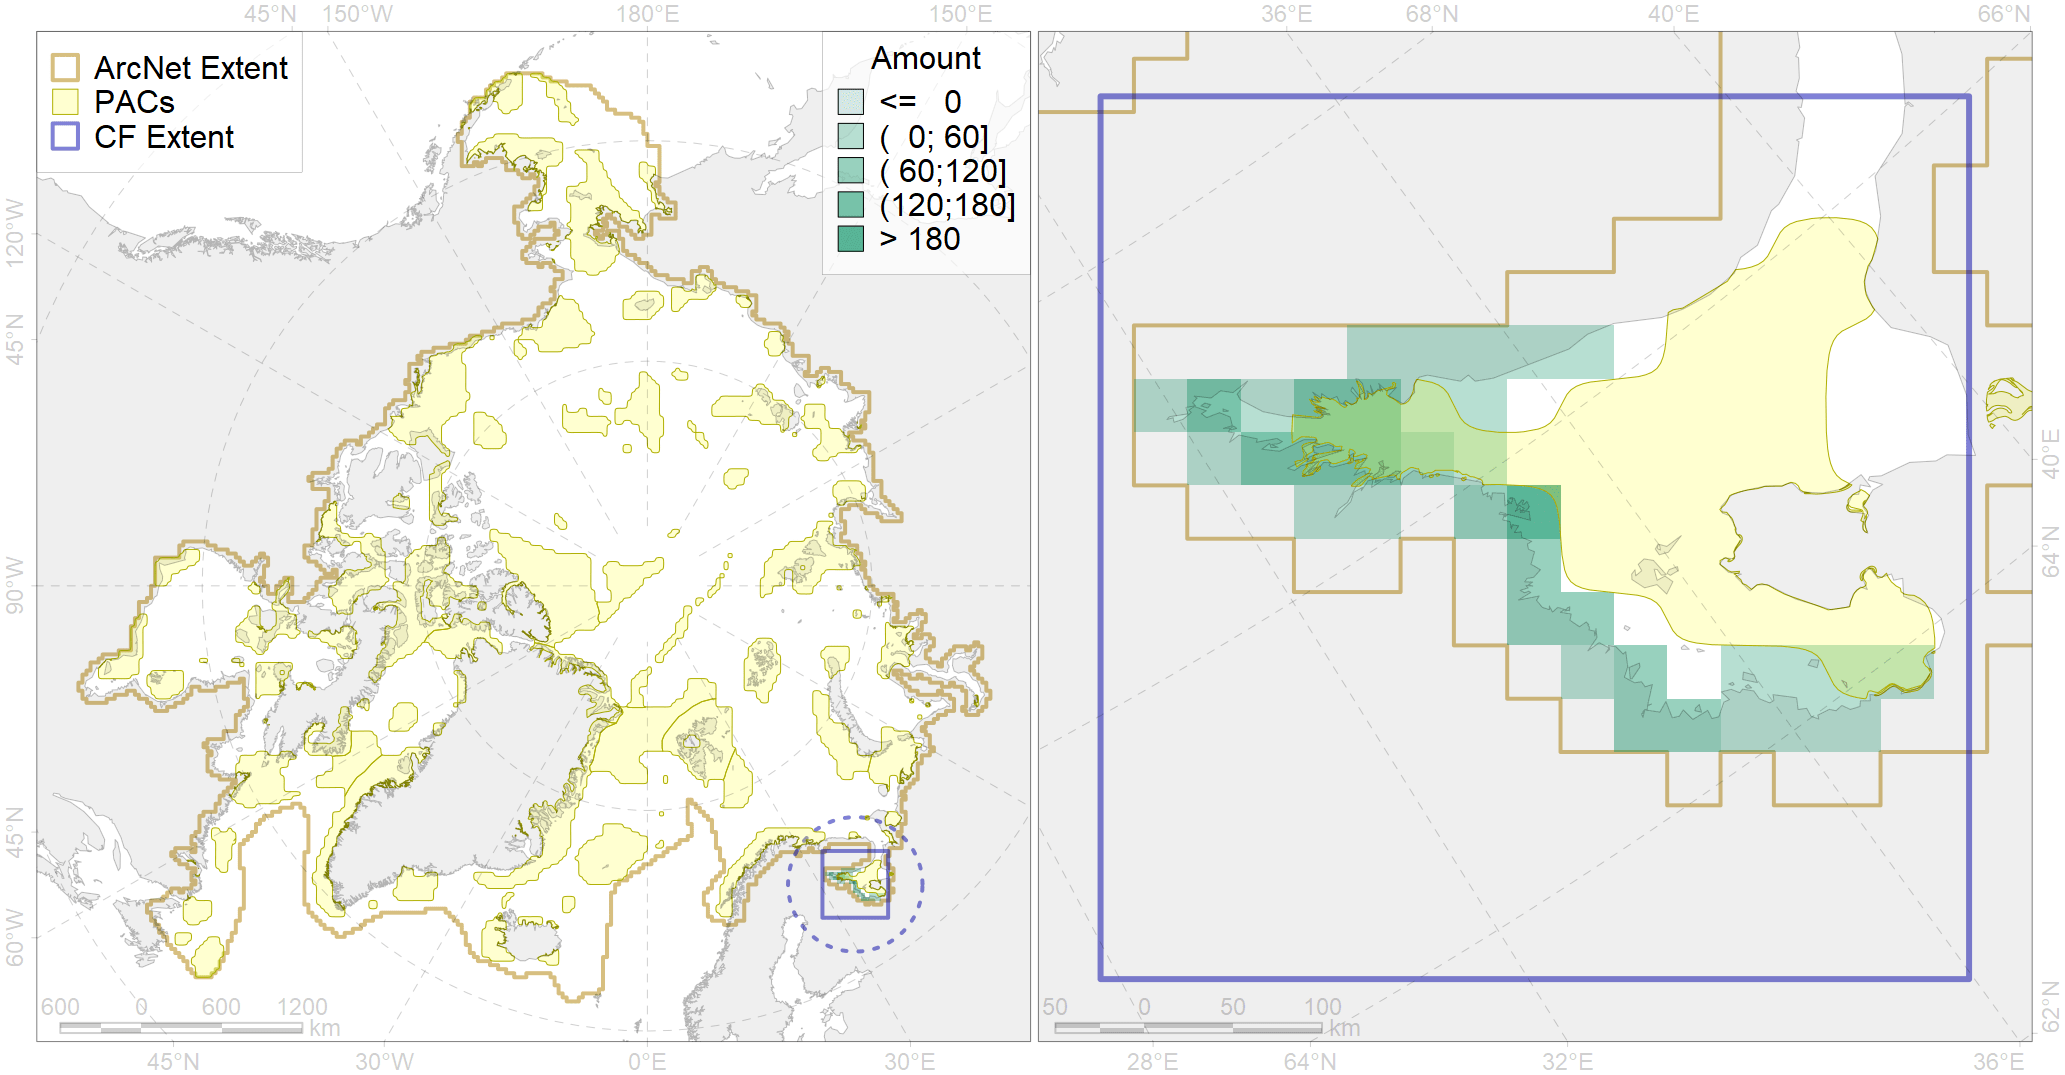 45°N 150°W 180°E 150°E 36°E 68°N 40°E 66°N
ArcNet Extent
PACs
CF Extent
Amount
<= 0
( 0; 60]
( 60;120]
(120;180]
> 180
120°W
45°N
90°W
45°N
60°W
40°E
64°N
62°N
600 0 600 1200
km
50 0 50 100
km
45°N 30°W 0°E 30°E 28°E 64°N 32°E 36°E